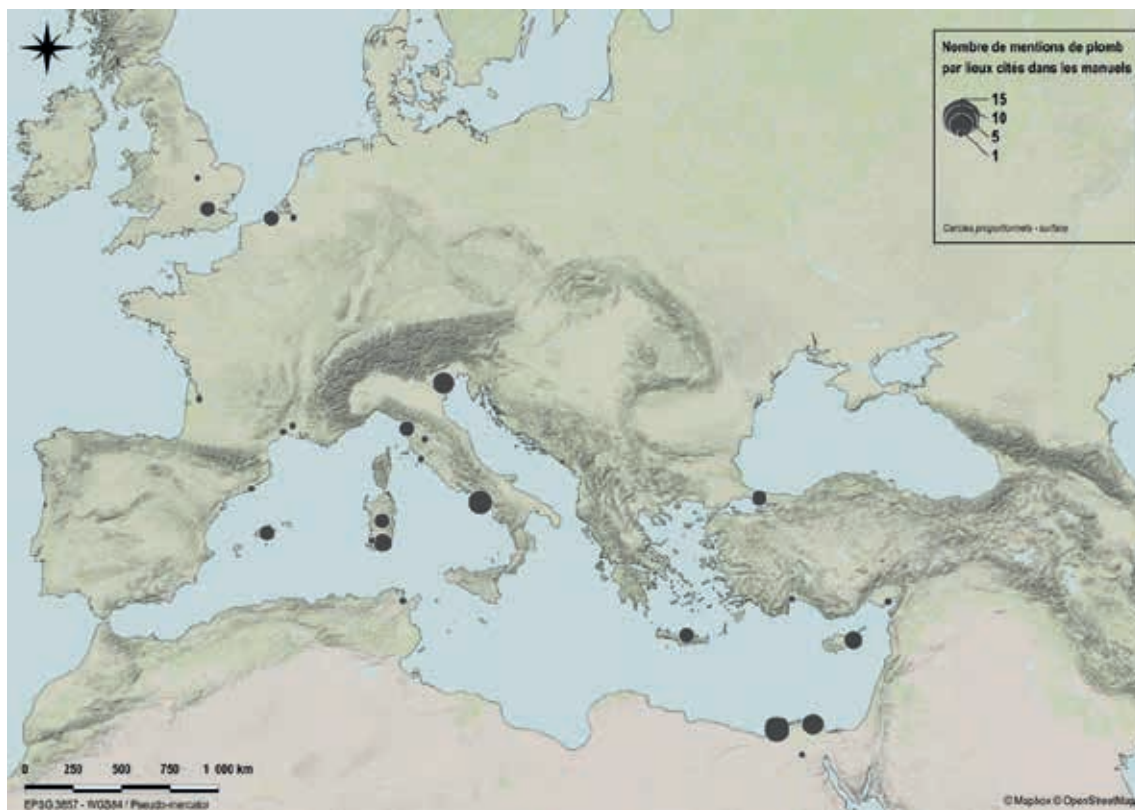 Nombre de mentions de plomb
par lieux cités dans les manuels
15
10
5
1
Cercles proportionnels - surface
0 250 500 750 1 000 km
EPSG 3857 - WGS84 / Pseudo-mercator
© Mapbox © OpenStreetMap